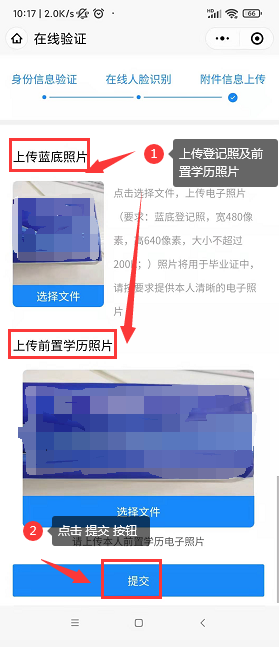 10:17 | 2.0K/s
66
在线验证
身份信息验证 在线人脸识别 附件信息上传
上传蓝底照片
1 上传登记照及前
置学历照片
点击选择文件，上传电子照片
（要求：蓝底登记照，宽480像
素，高640像素，大小不超过
200K；）照片将用于毕业证中，
请按要求提供本人清晰的电子照
片
选择文件
上传前置学历照片
选择文件
2 点击 提交 按钮
请上传本人前置学历电子照片
提交